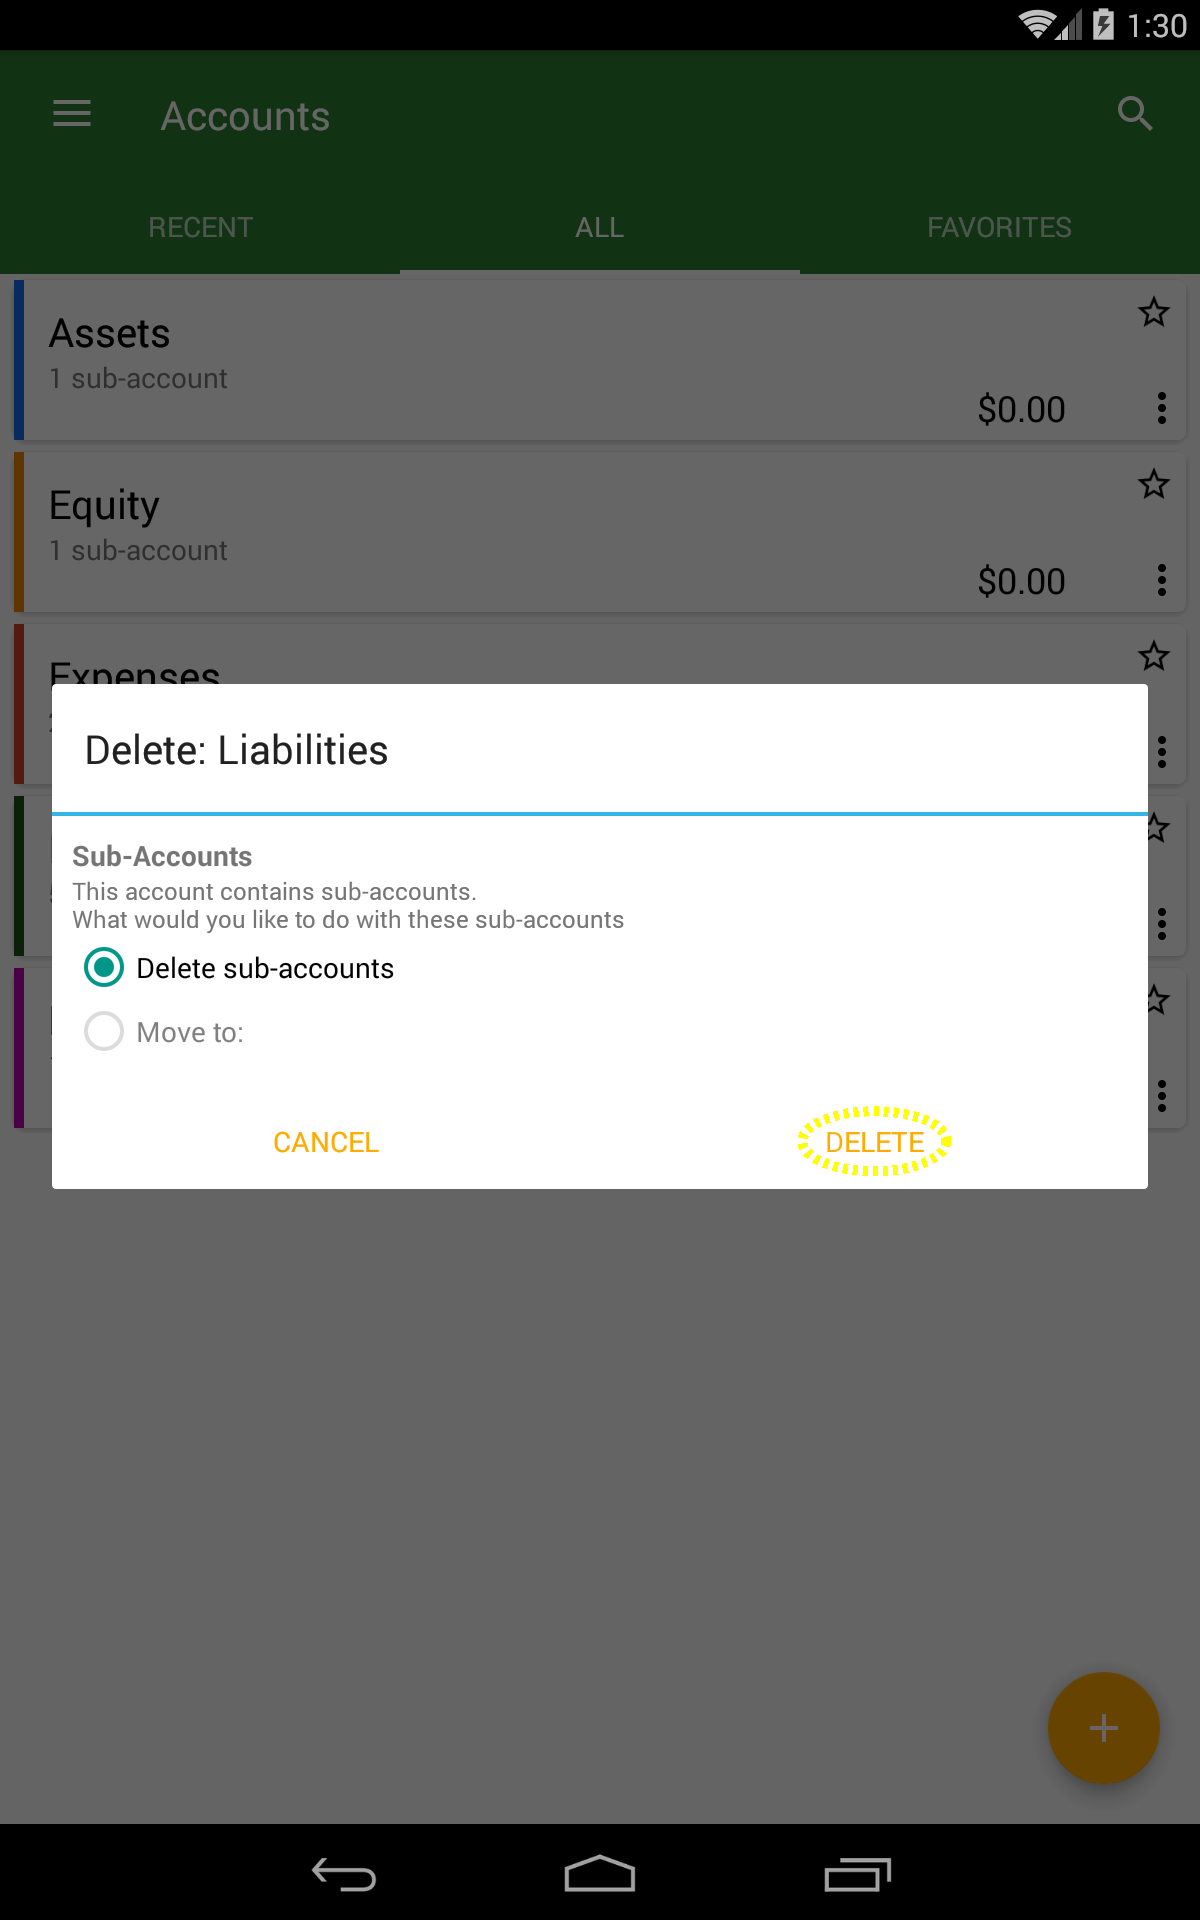 1:30
Accounts
RECENT ALL FAVORITES
Assets
1 sub-account
$0.00
Equity
1 sub-account
$0.00
Expenses
Delete: Liabilities
Sub-Accounts
This account contains sub-accounts.
What would you like to do with these sub-accounts
Delete sub-accounts
Move to:
CANCEL DELETE